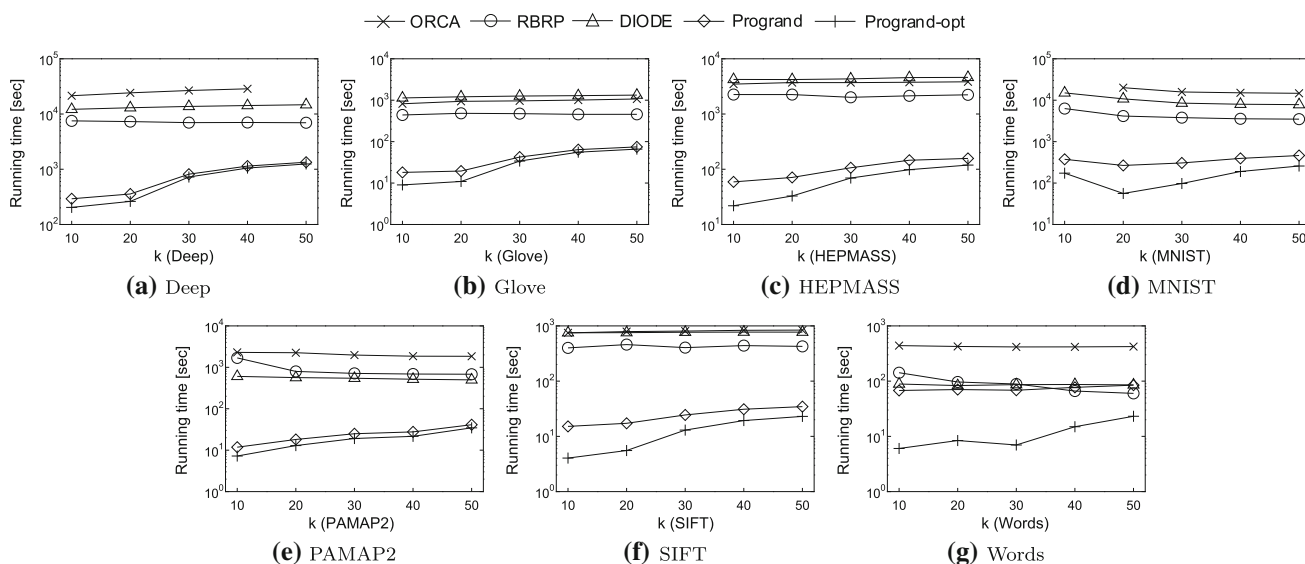 ORCA RBRP DIODE Progrand Progrand-opt
Running time [sec]
10^5
10^4
10^3
10^2
10 20 30 40 50
k (Deep)
(a) Deep
Running time [sec]
10^4
10^3
10^2
10^1
10^0
10 20 30 40 50
k (Glove)
(b) Glove
Running time [sec]
10^4
10^3
10^2
10^1
10 20 30 40 50
k (HEPMASS)
(c) HEPMASS
Running time [sec]
10^5
10^4
10^3
10^2
10^1
10 20 30 40 50
k (MNIST)
(d) MNIST
Running time [sec]
10^4
10^3
10^2
10^1
10^0
10 20 30 40 50
k (PAMAP2)
(e) PAMAP2
Running time [sec]
10^3
10^2
10^1
10^0
10 20 30 40 50
k (SIFT)
(f) SIFT
Running time [sec]
10^3
10^2
10^1
10^0
10 20 30 40 50
k (Words)
(g) Words